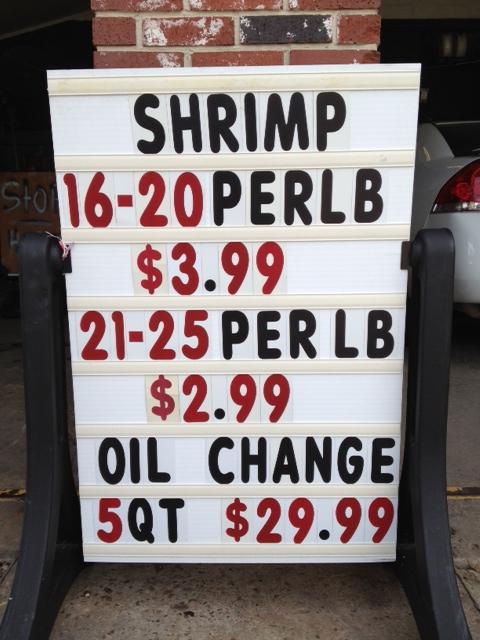 SHRIMP
16-20 PER LB
$3.99
21-25 PER LB
$2.99
OIL CHANGE
5QT $29.99